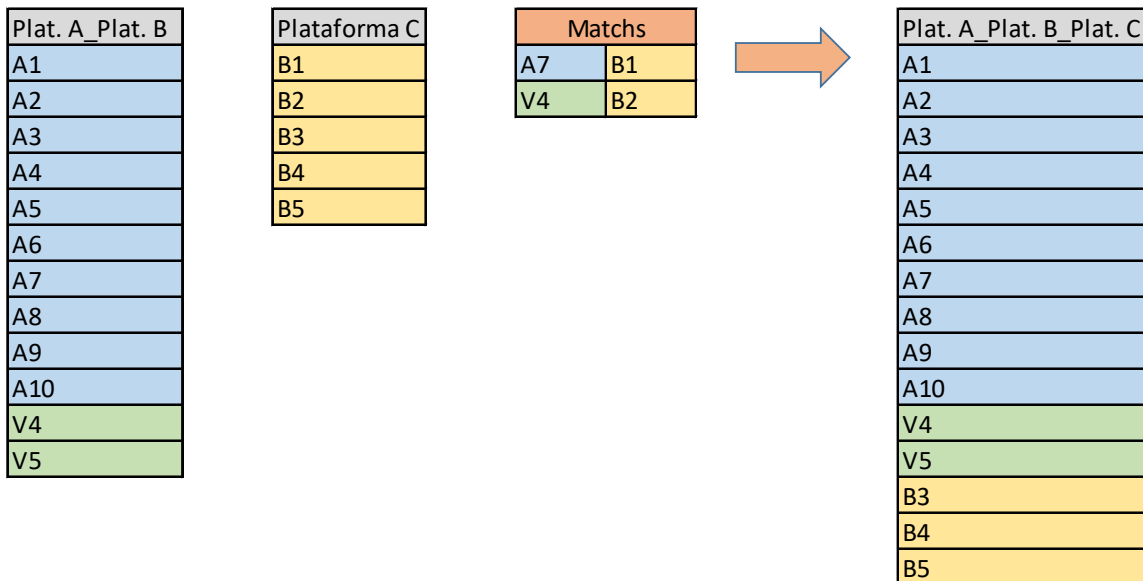 Plat. A_Plat. B
A1
A2
A3
A4
A5
A6
A7
A8
A9
A10
V4
V5
Plataforma C
B1
B2
B3
B4
B5
Matchs
A7 B1
V4 B2
Plat. A_Plat. B_Plat. C
A1
A2
A3
A4
A5
A6
A7
A8
A9
A10
V4
V5
B3
B4
B5